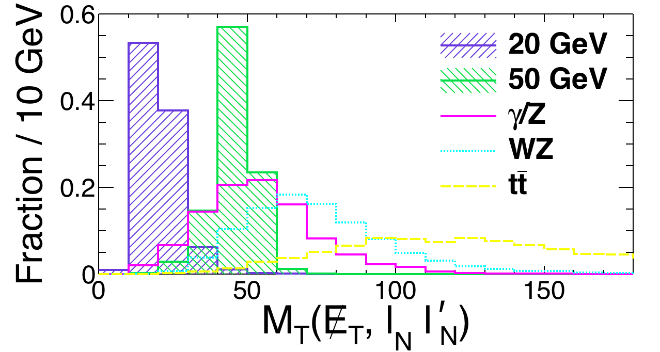 Fraction / 10 GeV
0.6
0.4
0.2
0
20 GeV
50 GeV
γ/Z
WZ
tt̄
0 50 100 150
M_T(E̸_T, l_N l′_N)